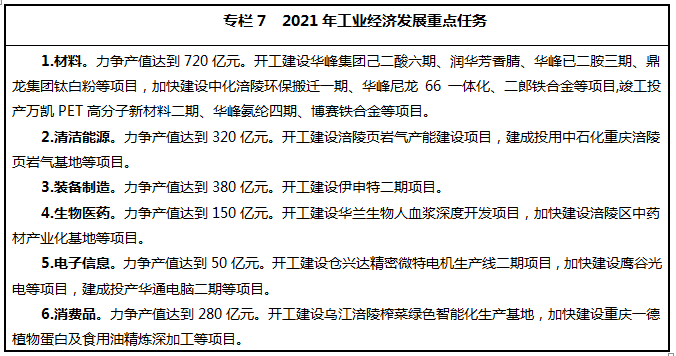 专栏 7 2021 年工业经济发展重点任务
1.材料。力争产值达到 720 亿元。开工建设华峰集团己二酸六期、润华芳香腈、华峰已二胺三期、鼎
龙集团钛白粉等项目，加快建设中化涪陵环保搬迁一期、华峰尼龙 66 一体化、二郎铁合金等项目,竣工投
产万凯 PET 高分子新材料二期、华峰氨纶四期、博赛铁合金等项目。
2.清洁能源。力争产值达到 320 亿元。开工建设涪陵页岩气产能建设项目，建成投用中石化重庆涪陵
页岩气基地等项目。
3.装备制造。力争产值达到 380 亿元。开工建设伊申特二期项目。
4.生物医药。力争产值达到 150 亿元。开工建设华兰生物人血浆深度开发项目，加快建设涪陵区中药
材产业化基地等项目。
5.电子信息。力争产值达到 50 亿元。开工建设仓兴达精密微特电机生产线二期项目，加快建设鹰谷光
电等项目，建成投产华通电脑二期等项目。
6.消费品。力争产值达到 280 亿元。开工建设乌江涪陵榨菜绿色智能化生产基地，加快建设重庆一德
植物蛋白及食用油精炼深加工等项目。